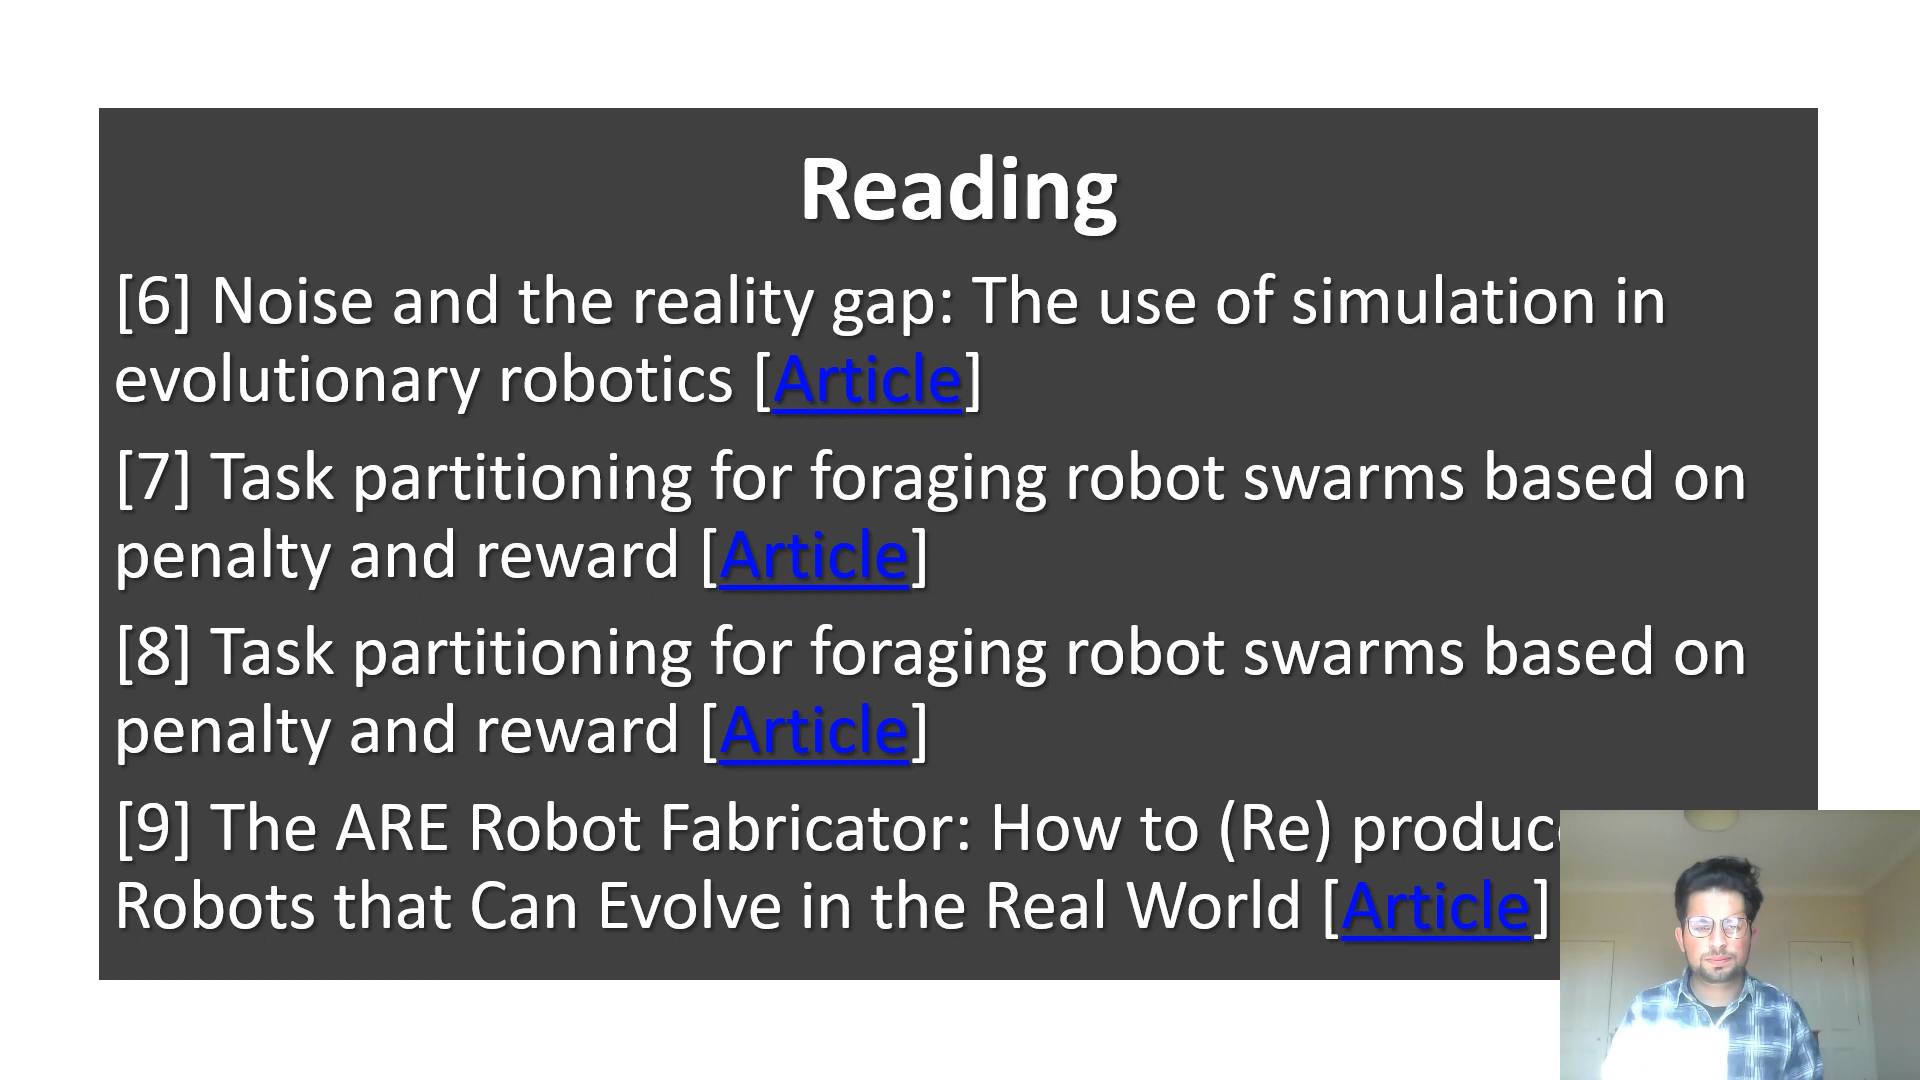 Reading
[6] Noise and the reality gap: The use of simulation in
evolutionary robotics [Article]
[7] Task partitioning for foraging robot swarms based on
penalty and reward [Article]
[8] Task partitioning for foraging robot swarms based on
penalty and reward [Article]
[9] The ARE Robot Fabricator: How to (Re) produce
Robots that Can Evolve in the Real World [Article]